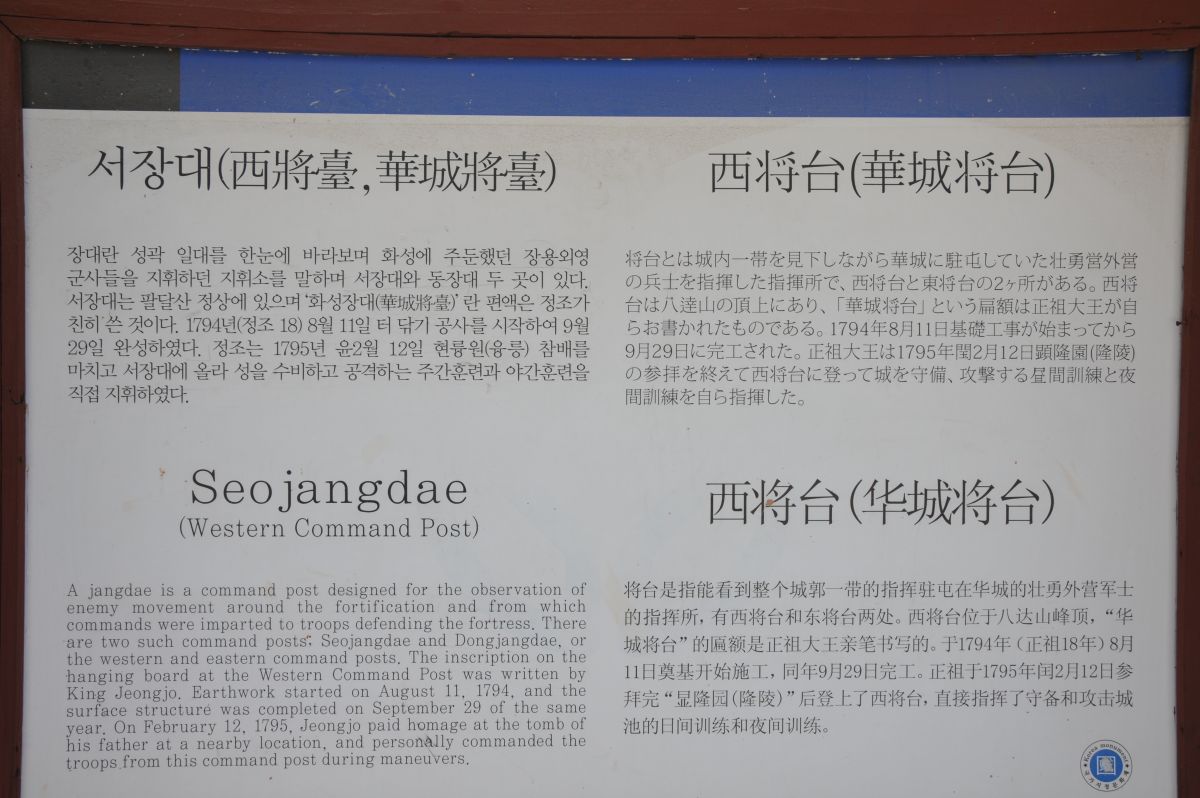 서장대(西將臺, 華城將臺)
장대란 성곽 일대를 한눈에 바라보며 화성에 주둔했던 장용외영
군사들을 지휘하던 지휘소를 말하며 서장대와 동장대 두 곳이 있다.
서장대는 팔달산 정상에 있으며 '화성장대(華城將臺)' 란 편액은 정조가
친히 쓴 것이다. 1794년(정조 18) 8월 11일 터 닦기 공사를 시작하여 9월
29일 완성하였다. 정조는 1795년 윤2월 12일 현륭원(융릉) 참배를
마치고 서장대에 올라 성을 수비하고 공격하는 주간훈련과 야간훈련을
직접 지휘하였다.
西将台(華城将台)
将台とは城内一帯を見下しながら華城に駐屯していた壮勇営外営
の兵士を指揮した指揮所で、西将台と東将台の2ヶ所がある。西将
台は八達山の頂上にあり、「華城将台」という扁額は正祖大王が自
らお書かれたものである。1794年8月11日基礎工事が始まってから
9月29日に完工された。正祖大王は1795年閏2月12日顕隆園(隆陵)
の参拝を終えて西将台に登って城を守備、攻撃する昼間訓練と夜
間訓練を自ら指揮した。
Seojangdae
(Western Command Post)
A jangdae is a command post designed for the observation of
enemy movement around the fortification and from which
commands were imparted to troops defending the fortress. There
are two such command posts: Seojangdae and Dongjangdae, or
the western and eastern command posts. The inscription on the
hanging board at the Western Command Post was written by
King Jeongjo. Earthwork started on August 11, 1794, and the
surface structure was completed on September 29 of the same
year. On February 12, 1795, Jeongjo paid homage at the tomb of
his father at a nearby location, and personally commanded the
troops from this command post during maneuvers.
西将台(华城将台)
将台是指能看到整个城郭一带的指挥驻屯在华城的壮勇外营军士
的指挥所，有西将台和东将台两处。西将台位于八达山峰顶，“华
城将台”的匾额是正祖大王亲笔书写的。于1794年（正祖18年）8月
11日奠基开始施工，同年9月29日完工。正祖于1795年闰2月12日参
拜完“显隆园(隆陵)”后登上了西将台，直接指挥了守备和攻击城
池的日间训练和夜间训练。
Korea monument
국가지정문화재